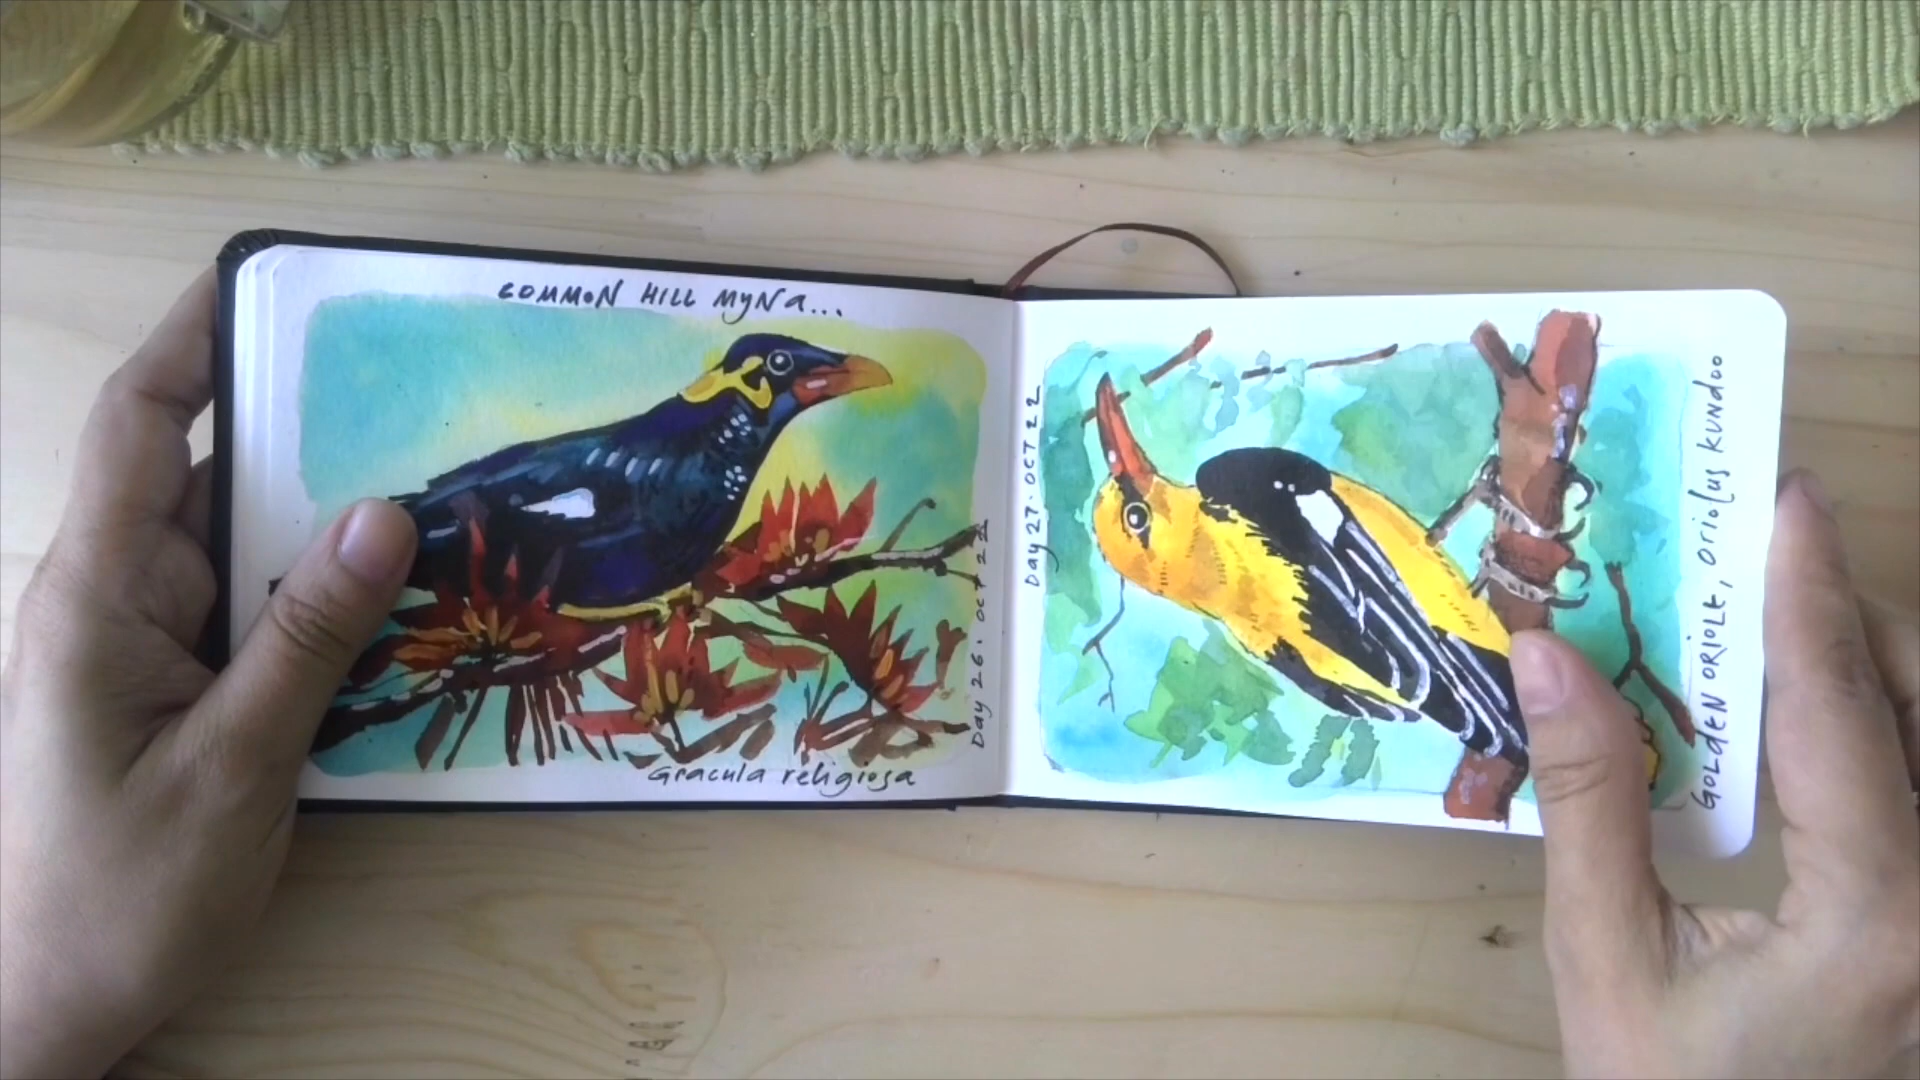 COMMON HILL MYNA...
Day 26. OCT 22
Gracula religiosa
Day 27. OCT 22
GOLDEN ORIOLE, Oriolus KUNDOO